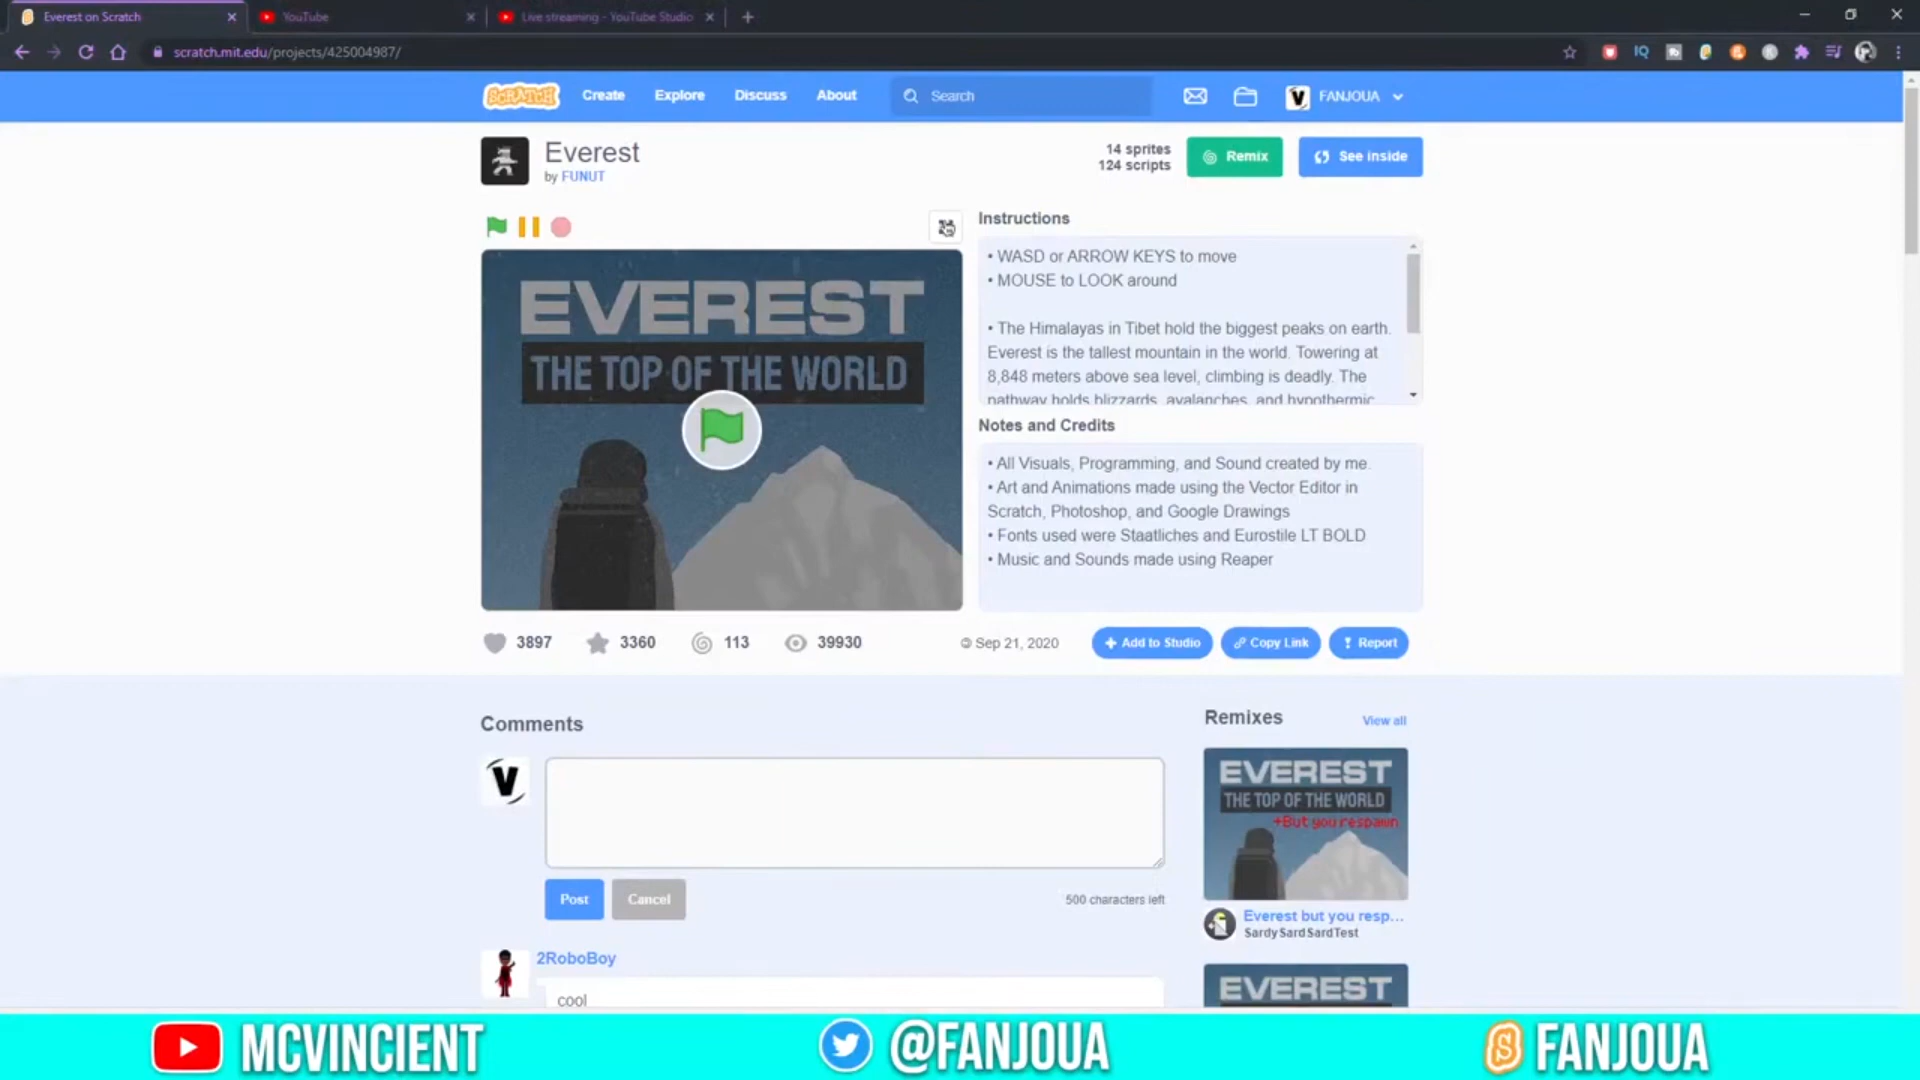 Everest on Scratch
YouTube
Live streaming - YouTube Studio
scratch.mit.edu/projects/425004987/
IQ
SCRATCH
Create
Explore
Discuss
About
Search
V
FANJOUA
Everest
by FUNUT
14 sprites
124 scripts
Remix
See inside
EVEREST
THE TOP OF THE WORLD
Instructions
• WASD or ARROW KEYS to move
• MOUSE to LOOK around
• The Himalayas in Tibet hold the biggest peaks on earth.
Everest is the tallest mountain in the world. Towering at
8,848 meters above sea level, climbing is deadly. The
pathway holds blizzards, avalanches, and hypothermic
Notes and Credits
• All Visuals, Programming, and Sound created by me.
• Art and Animations made using the Vector Editor in
Scratch, Photoshop, and Google Drawings
• Fonts used were Staatliches and Eurostile LT BOLD
• Music and Sounds made using Reaper
3897
3360
113
39930
© Sep 21, 2020
Add to Studio
Copy Link
Report
Comments
V
Post
Cancel
500 characters left
2RoboBoy
cool
Remixes
View all
EVEREST
THE TOP OF THE WORLD
+But you respawn
Everest but you resp...
SardySardSardTest
EVEREST
MCVINCIENT
@FANJOUA
S FANJOUA